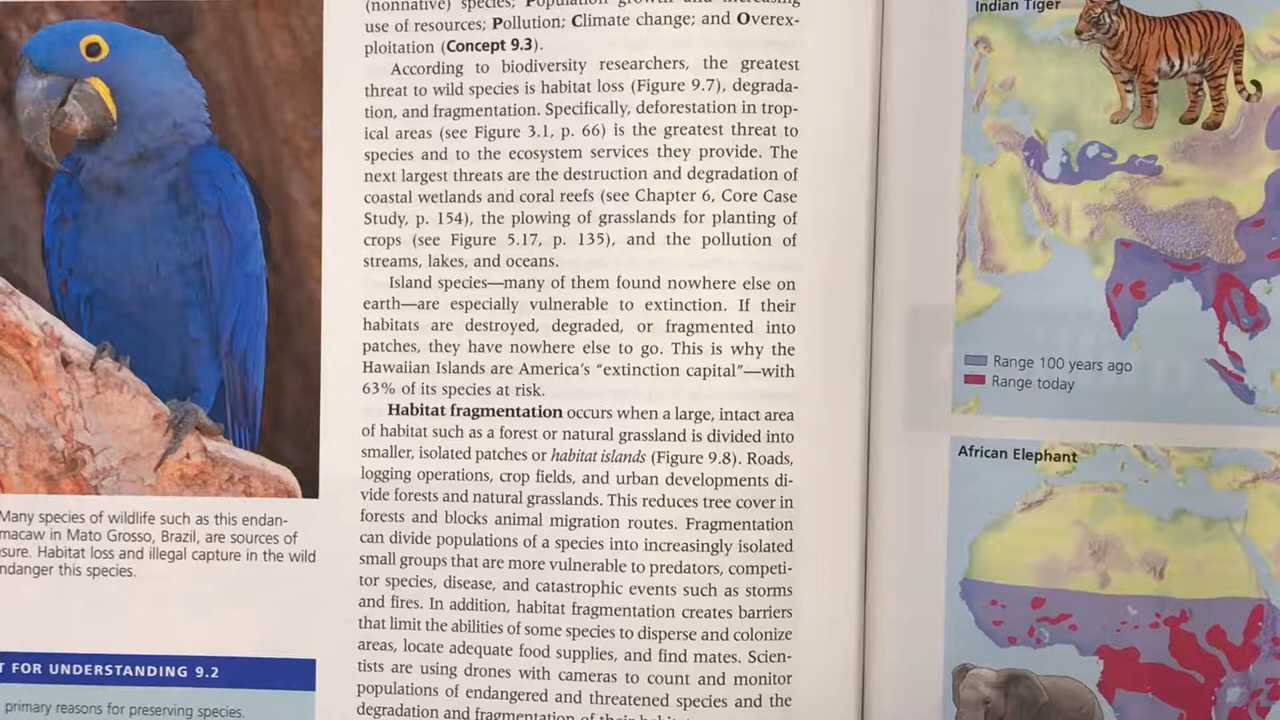 Many species of wildlife such as this endan-
macaw in Mato Grosso, Brazil, are sources of
sure. Habitat loss and illegal capture in the wild
ndanger this species.
T FOR UNDERSTANDING 9.2
primary reasons for preserving species.
(nonnative) species; Population growth and increasing
use of resources; Pollution; Climate change; and Overex-
ploitation (Concept 9.3).
According to biodiversity researchers, the greatest
threat to wild species is habitat loss (Figure 9.7), degrada-
tion, and fragmentation. Specifically, deforestation in trop-
ical areas (see Figure 3.1, p. 66) is the greatest threat to
species and to the ecosystem services they provide. The
next largest threats are the destruction and degradation of
coastal wetlands and coral reefs (see Chapter 6, Core Case
Study, p. 154), the plowing of grasslands for planting of
crops (see Figure 5.17, p. 135), and the pollution of
streams, lakes, and oceans.
Island species—many of them found nowhere else on
earth—are especially vulnerable to extinction. If their
habitats are destroyed, degraded, or fragmented into
patches, they have nowhere else to go. This is why the
Hawaiian Islands are America's “extinction capital”—with
63% of its species at risk.
Habitat fragmentation occurs when a large, intact area
of habitat such as a forest or natural grassland is divided into
smaller, isolated patches or habitat islands (Figure 9.8). Roads,
logging operations, crop fields, and urban developments di-
vide forests and natural grasslands. This reduces tree cover in
forests and blocks animal migration routes. Fragmentation
can divide populations of a species into increasingly isolated
small groups that are more vulnerable to predators, competi-
tor species, disease, and catastrophic events such as storms
and fires. In addition, habitat fragmentation creates barriers
that limit the abilities of some species to disperse and colonize
areas, locate adequate food supplies, and find mates. Scien-
tists are using drones with cameras to count and monitor
populations of endangered and threatened species and the
degradation and fragmentation of their
Indian Tiger
Range 100 years ago
Range today
African Elephant